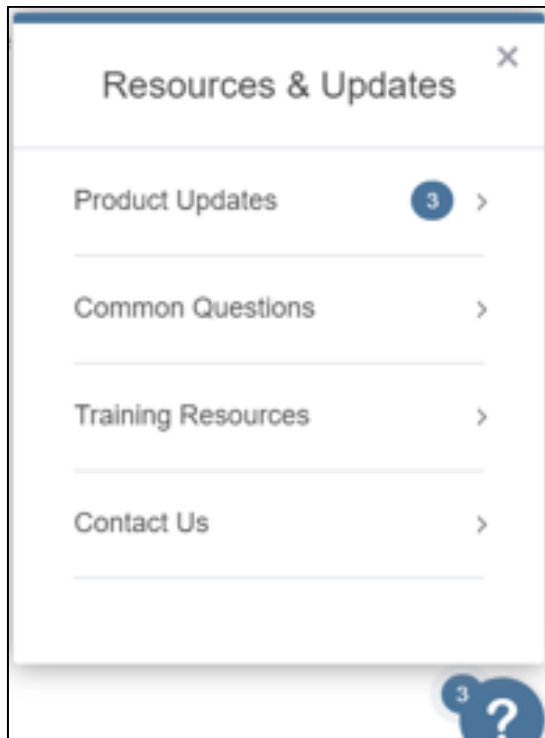 Resources & Updates
Product Updates 3
Common Questions
Training Resources
Contact Us
3
?